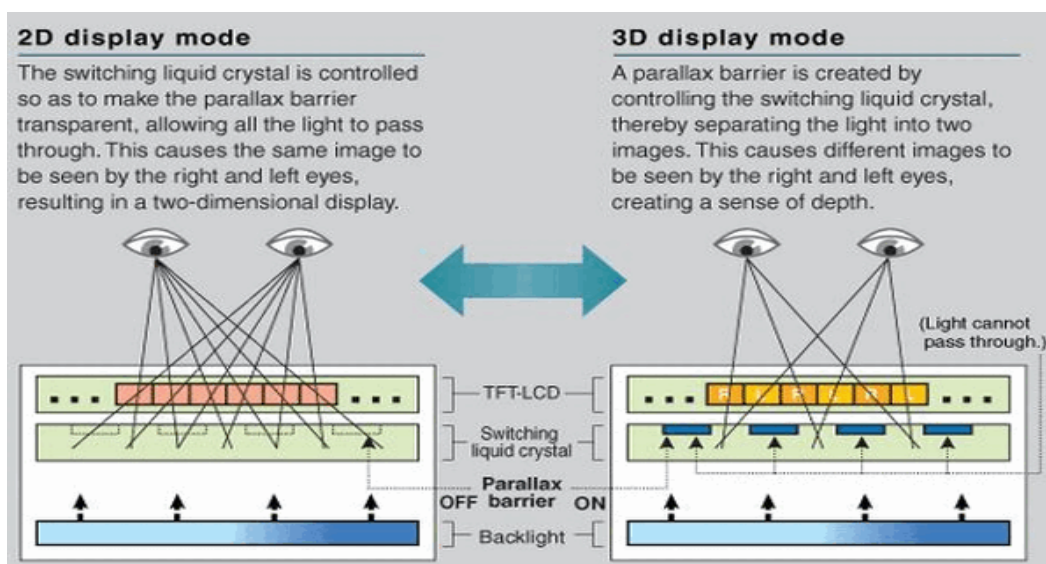 2D display mode
The switching liquid crystal is controlled
so as to make the parallax barrier
transparent, allowing all the light to pass
through. This causes the same image to
be seen by the right and left eyes,
resulting in a two-dimensional display.
3D display mode
A parallax barrier is created by
controlling the switching liquid crystal,
thereby separating the light into two
images. This causes different images to
be seen by the right and left eyes,
creating a sense of depth.
(Light cannot
pass through.)
TFT-LCD
R L R L R L
Switching
liquid crystal
Parallax
OFF barrier ON
Backlight